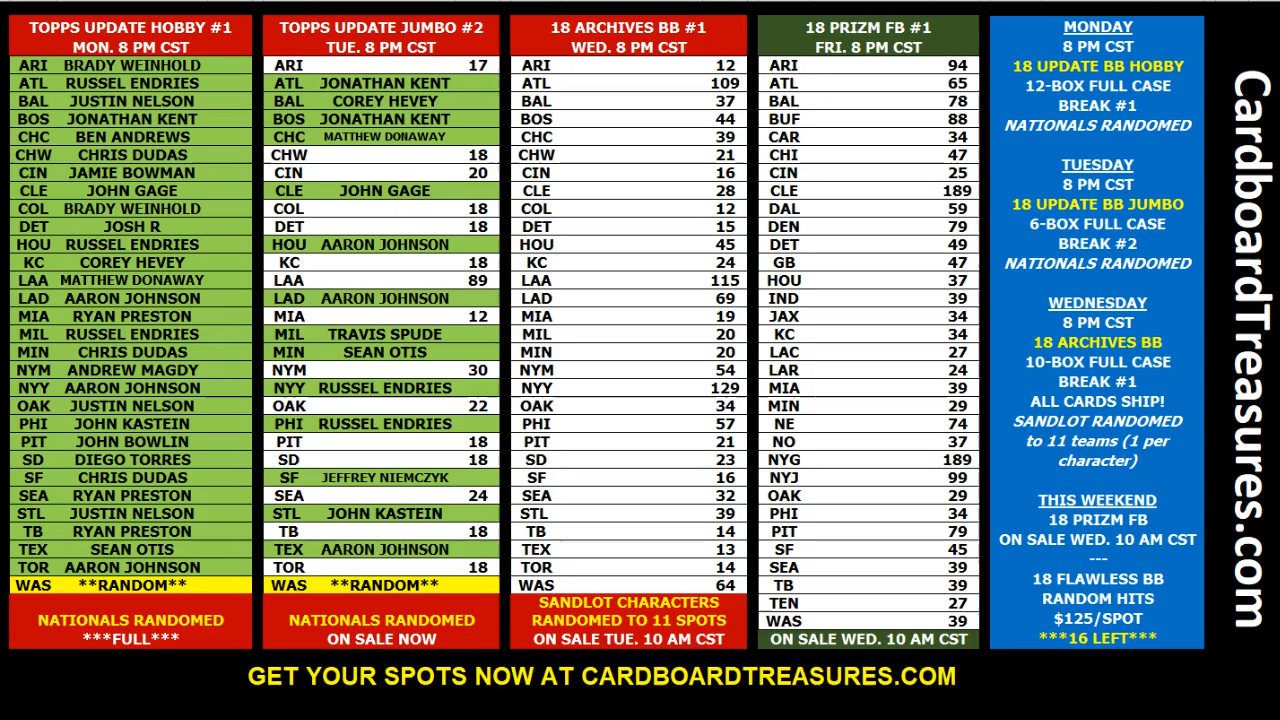 TOPPS UPDATE HOBBY #1
MON. 8 PM CST
ARI BRADY WEINHOLD
ATL RUSSEL ENDRIES
BAL JUSTIN NELSON
BOS JONATHAN KENT
CHC BEN ANDREWS
CHW CHRIS DUDAS
CIN JAMIE BOWMAN
CLE JOHN GAGE
COL BRADY WEINHOLD
DET JOSH R
HOU RUSSEL ENDRIES
KC COREY HEVEY
LAA MATTHEW DONAWAY
LAD AARON JOHNSON
MIA RYAN PRESTON
MIL RUSSEL ENDRIES
MIN CHRIS DUDAS
NYM ANDREW MAGDY
NYY AARON JOHNSON
OAK JUSTIN NELSON
PHI JOHN KASTEIN
PIT JOHN BOWLIN
SD DIEGO TORRES
SF CHRIS DUDAS
SEA RYAN PRESTON
STL JUSTIN NELSON
TB RYAN PRESTON
TEX SEAN OTIS
TOR AARON JOHNSON
WAS **RANDOM**
NATIONALS RANDOMED
***FULL***
TOPPS UPDATE JUMBO #2
TUE. 8 PM CST
ARI 17
ATL JONATHAN KENT
BAL COREY HEVEY
BOS JONATHAN KENT
CHC MATTHEW DONAWAY
CHW 18
CIN 20
CLE JOHN GAGE
COL 18
DET 18
HOU AARON JOHNSON
KC 18
LAA 89
LAD AARON JOHNSON
MIA 12
MIL TRAVIS SPUDE
MIN SEAN OTIS
NYM 30
NYY RUSSEL ENDRIES
OAK 22
PHI RUSSEL ENDRIES
PIT 18
SD 18
SF JEFFREY NIEMCZYK
SEA 24
STL JOHN KASTEIN
TB 18
TEX AARON JOHNSON
TOR 18
WAS **RANDOM**
NATIONALS RANDOMED
ON SALE NOW
18 ARCHIVES BB #1
WED. 8 PM CST
ARI 12
ATL 109
BAL 37
BOS 44
CHC 39
CHW 21
CIN 16
CLE 28
COL 12
DET 15
HOU 45
KC 24
LAA 115
LAD 69
MIA 19
MIL 20
MIN 20
NYM 54
NYY 129
OAK 34
PHI 57
PIT 21
SD 23
SF 16
SEA 32
STL 39
TB 14
TEX 13
TOR 14
WAS 64
SANDLOT CHARACTERS
RANDOMED TO 11 SPOTS
ON SALE TUE. 10 AM CST
18 PRIZM FB #1
FRI. 8 PM CST
ARI 94
ATL 65
BAL 78
BUF 88
CAR 34
CHI 47
CIN 25
CLE 189
DAL 59
DEN 79
DET 49
GB 47
HOU 37
IND 39
JAX 34
KC 34
LAC 27
LAR 24
MIA 39
MIN 29
NE 74
NO 37
NYG 189
NYJ 99
OAK 29
PHI 34
PIT 79
SF 45
SEA 39
TB 39
TEN 27
WAS 39
ON SALE WED. 10 AM CST
MONDAY
8 PM CST
18 UPDATE BB HOBBY
12-BOX FULL CASE
BREAK #1
NATIONALS RANDOMED
TUESDAY
8 PM CST
18 UPDATE BB JUMBO
6-BOX FULL CASE
BREAK #2
NATIONALS RANDOMED
WEDNESDAY
8 PM CST
18 ARCHIVES BB
10-BOX FULL CASE
BREAK #1
ALL CARDS SHIP!
SANDLOT RANDOMED
to 11 teams (1 per
character)
THIS WEEKEND
18 PRIZM FB
ON SALE WED. 10 AM CST
---
18 FLAWLESS BB
RANDOM HITS
$125/SPOT
***16 LEFT***
CardboardTreasures.com
GET YOUR SPOTS NOW AT CARDBOARDTREASURES.COM